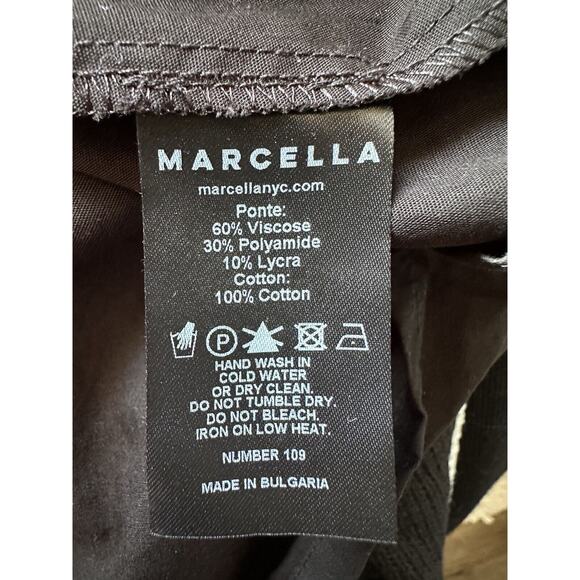 MARCELLA
marcellanyc.com
Ponte:
60% Viscose
30% Polyamide
10% Lycra
Cotton:
100% Cotton
P
HAND WASH IN
COLD WATER
OR DRY CLEAN.
DO NOT TUMBLE DRY.
DO NOT BLEACH.
IRON ON LOW HEAT.
NUMBER 109
MADE IN BULGARIA